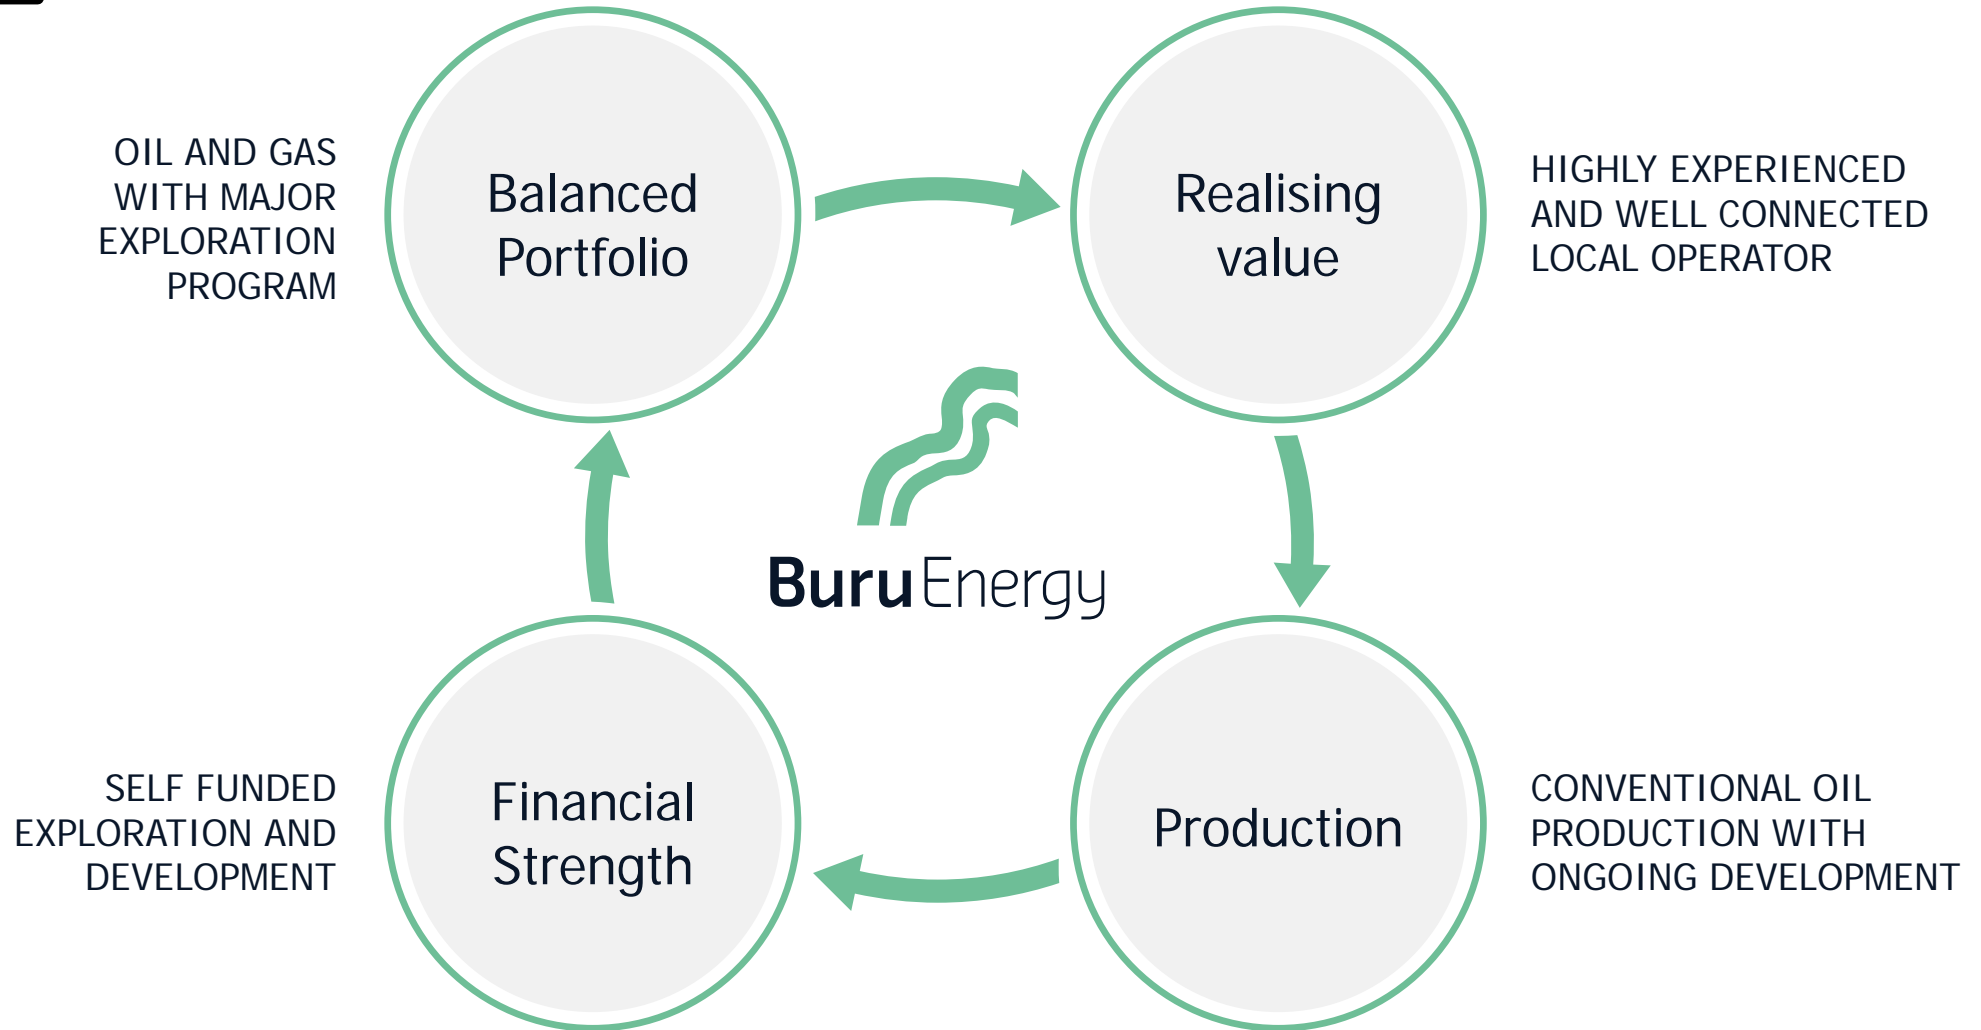 OIL AND GAS
WITH MAJOR
EXPLORATION
PROGRAM
Balanced
Portfolio
Realising
value
HIGHLY EXPERIENCED
AND WELL CONNECTED
LOCAL OPERATOR
Buru Energy
SELF FUNDED
EXPLORATION AND
DEVELOPMENT
Financial
Strength
Production
CONVENTIONAL OIL
PRODUCTION WITH
ONGOING DEVELOPMENT